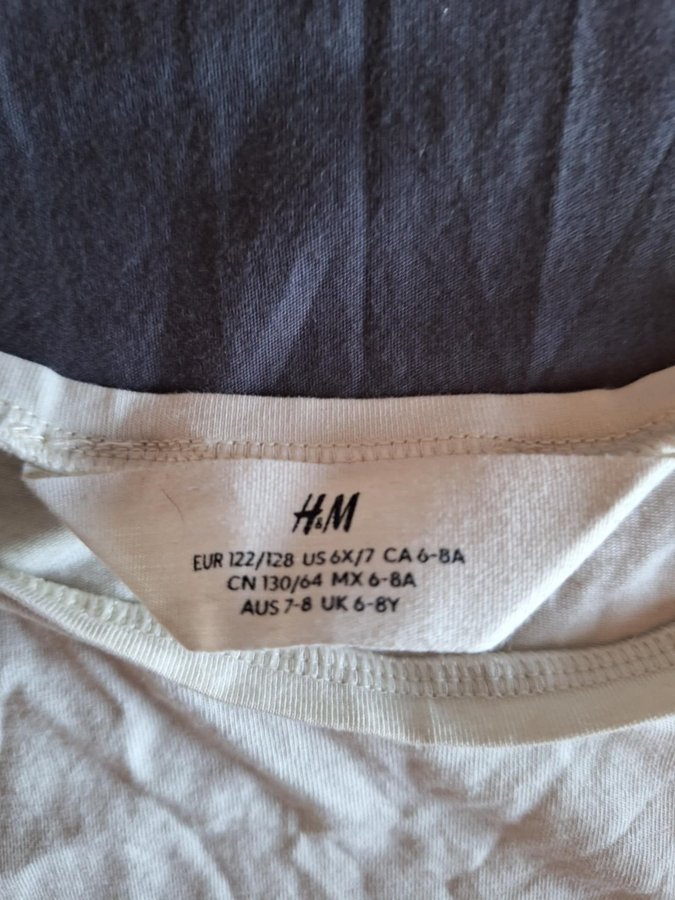 H&M
EUR 122/128 US 6X/7 CA 6-8A
CN 130/64 MX 6-8A
AUS 7-8 UK 6-8Y